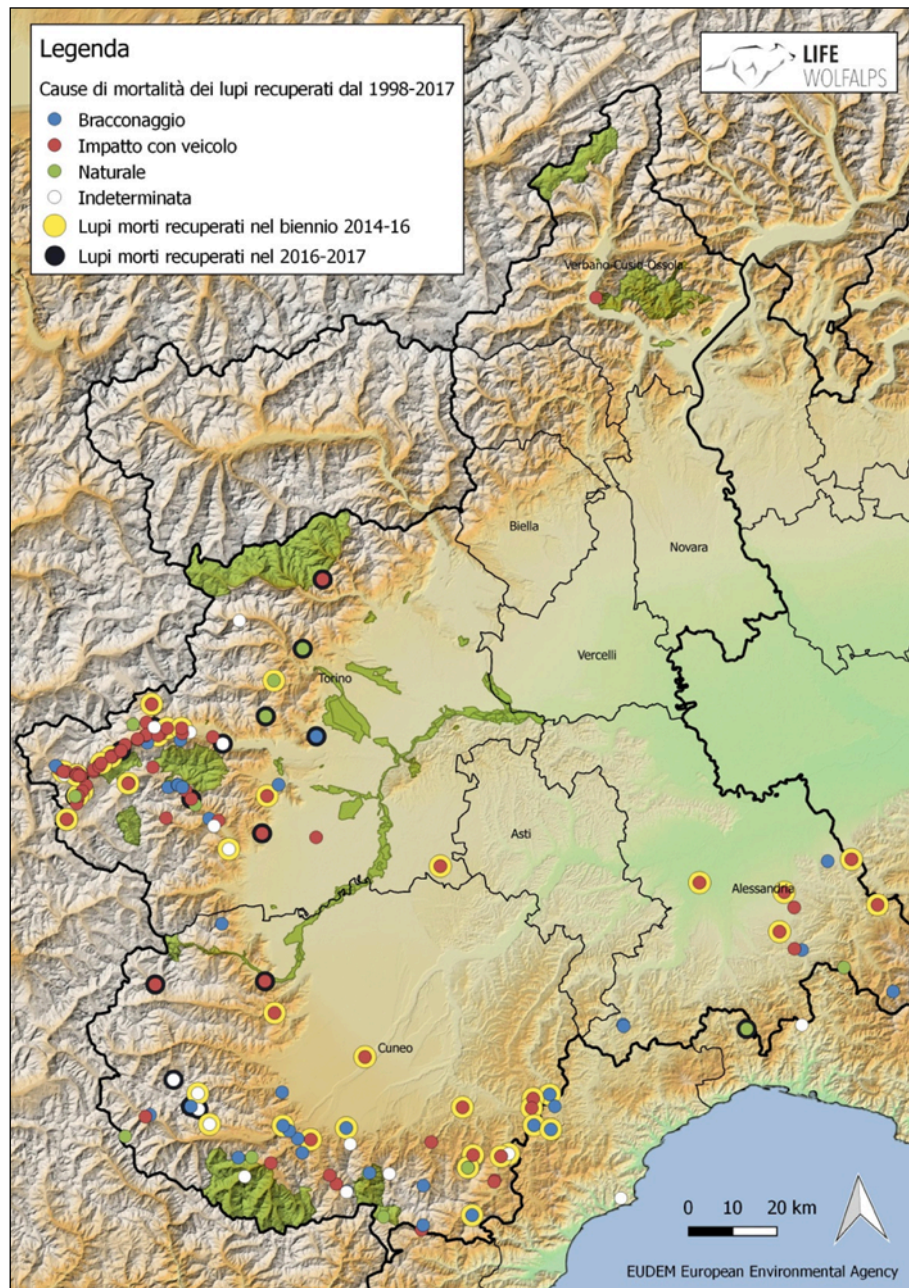 Legenda
LIFE
WOLFALPS
Cause di mortalità dei lupi recuperati dal 1998-2017
Bracconaggio
Impatto con veicolo
Naturale
Indeterminata
Lupi morti recuperati nel biennio 2014-16
Lupi morti recuperati nel 2016-2017
Verbano-Cusio-Ossola
Biella
Novara
Vercelli
Torino
Asti
Alessandria
Cuneo
0 10 20 km
EUDEM European Environmental Agency